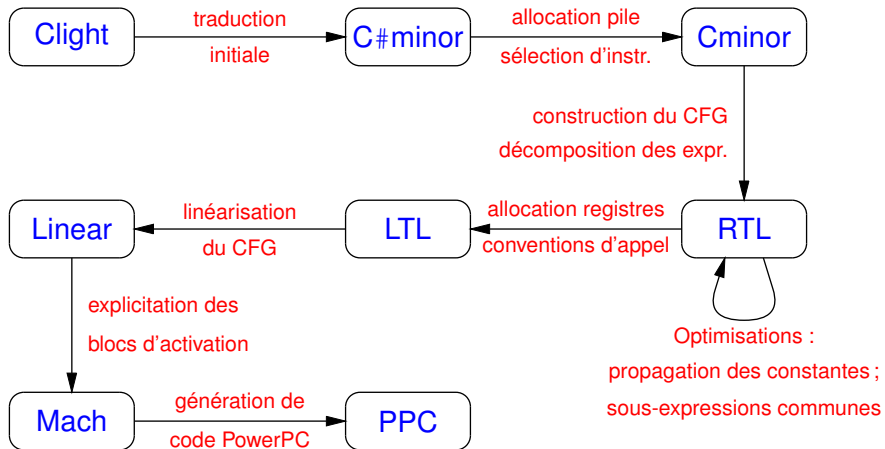 Clight
traduction
initiale
C#minor
allocation pile
sélection d'instr.
Cminor
construction du CFG
décomposition des expr.
Linear
linéarisation
du CFG
LTL
allocation registres
conventions d'appel
RTL
explicitation des
blocs d'activation
Optimisations :
propagation des constantes ;
sous-expressions communes
Mach
génération de
code PowerPC
PPC